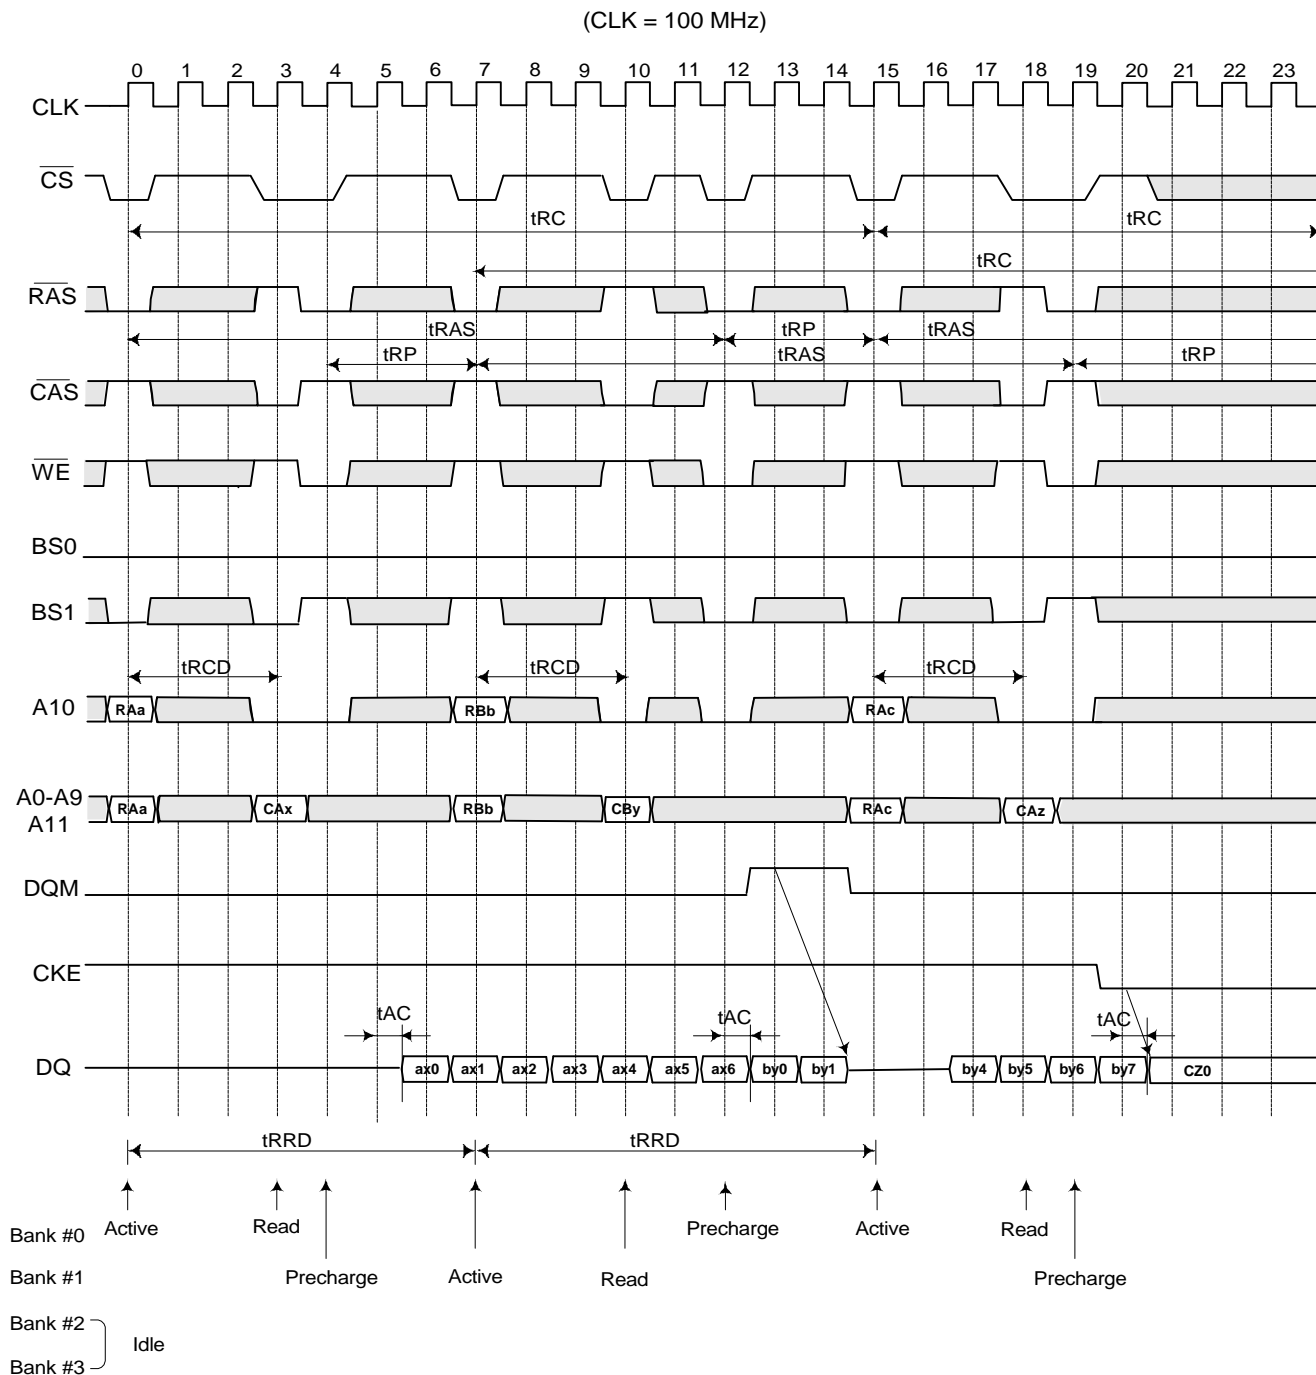 (CLK = 100 MHz)
0 1 2 3 4 5 6 7 8 9 10 11 12 13 14 15 16 17 18 19 20 21 22 23
CLK
CS
tRC tRC
tRC
RAS
tRAS tRP tRAS
tRP tRAS tRP
CAS
WE
BS0
BS1
tRCD tRCD tRCD
A10 RAa RBb RAc
A0-A9
A11
RAa CAx RBb CBy RAc CAz
DQM
CKE
tAC tAC tAC
DQ ax0 ax1 ax2 ax3 ax4 ax5 ax6 by0 by1 by4 by5 by6 by7 CZ0
tRRD tRRD
Bank #0 Active Read Precharge Active Read
Bank #1 Precharge Active Read Precharge
Bank #2
Idle
Bank #3